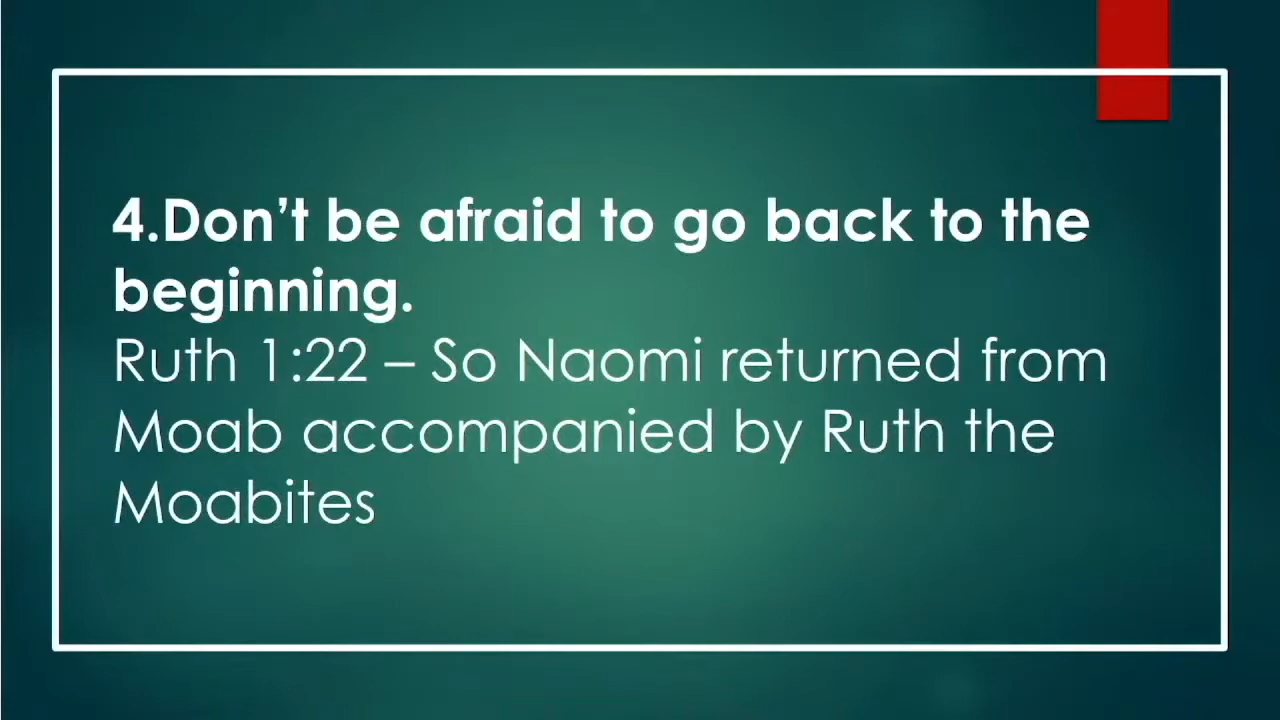 4.Don’t be afraid to go back to the
beginning.
Ruth 1:22 – So Naomi returned from
Moab accompanied by Ruth the
Moabites